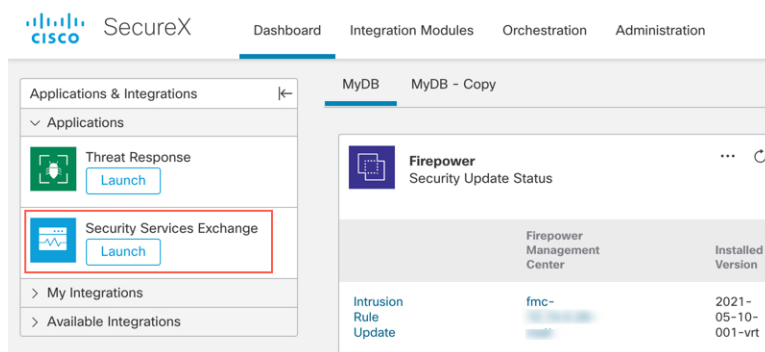 CISCO SecureX
Dashboard Integration Modules Orchestration Administration
Applications & Integrations
Applications
Threat Response
Launch
Security Services Exchange
Launch
My Integrations
Available Integrations
MyDB MyDB - Copy
Firepower
Security Update Status
Firepower
Management
Center
Installed
Version
Intrusion
Rule
Update
fmc-
2021-
05-10-
001-vrt